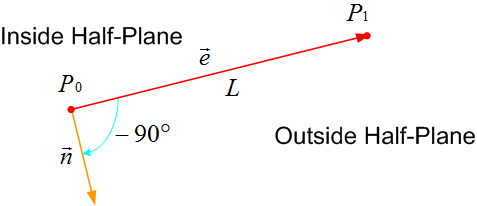 P₁
Inside Half-Plane
e⃗
P₀
L
−90°
Outside Half-Plane
n⃗